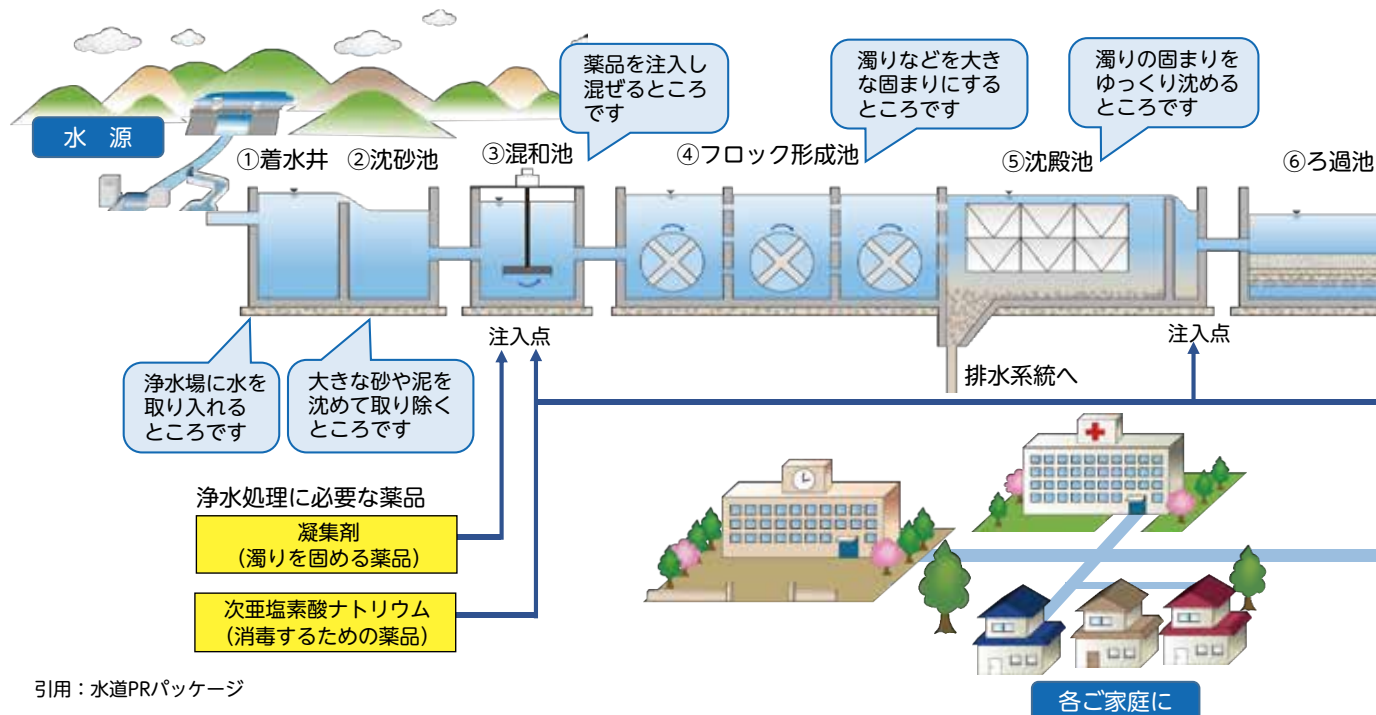 水 源
①着水井
②沈砂池
③混和池
薬品を注入し
混ぜるところ
です
④フロック形成池
濁りなどを大き
な固まりにする
ところです
⑤沈殿池
濁りの固まりを
ゆっくり沈める
ところです
⑥ろ過池
浄水場に水を
取り入れる
ところです
大きな砂や泥を
沈めて取り除く
ところです
注入点
排水系統へ
注入点
浄水処理に必要な薬品
凝集剤
(濁りを固める薬品)
次亜塩素酸ナトリウム
(消毒するための薬品)
各ご家庭に
引用：水道PRパッケージ